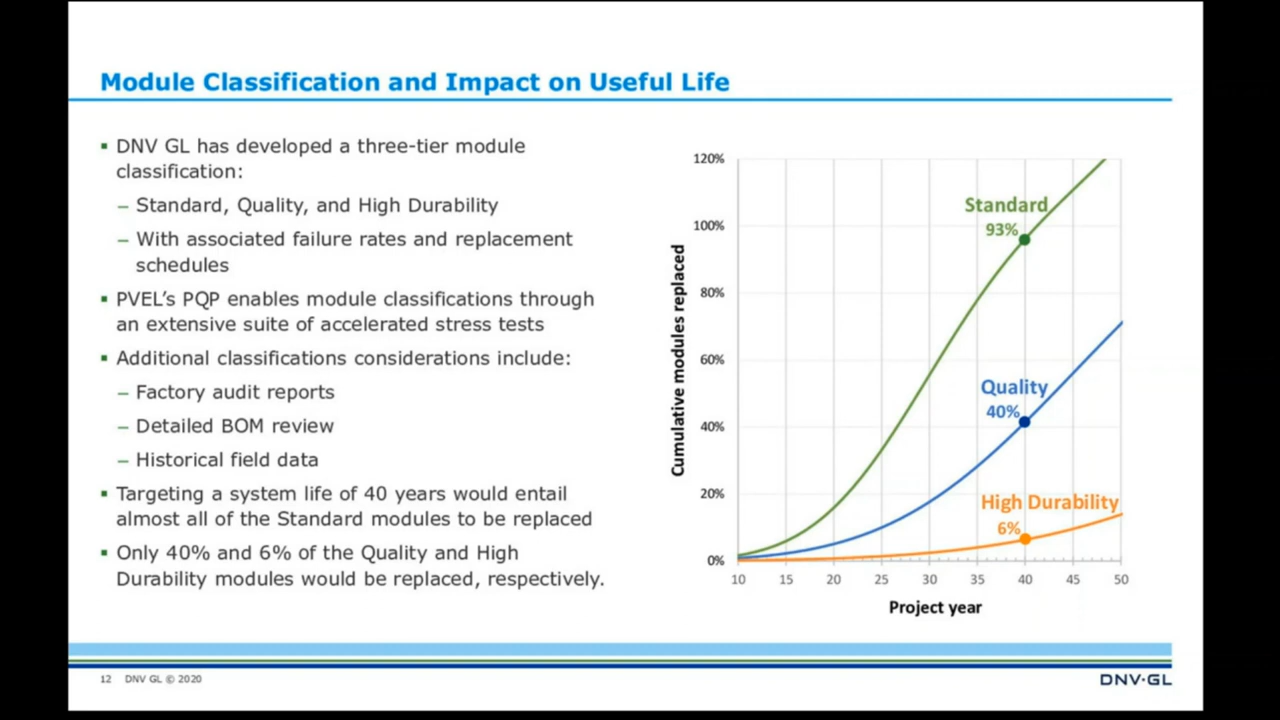 Module Classification and Impact on Useful Life
▪ DNV GL has developed a three-tier module
classification:
– Standard, Quality, and High Durability
– With associated failure rates and replacement
schedules
▪ PVEL’s PQP enables module classifications through
an extensive suite of accelerated stress tests
▪ Additional classifications considerations include:
– Factory audit reports
– Detailed BOM review
– Historical field data
▪ Targeting a system life of 40 years would entail
almost all of the Standard modules to be replaced
▪ Only 40% and 6% of the Quality and High
Durability modules would be replaced, respectively.
Cumulative modules replaced
120%
100%
80%
60%
40%
20%
0%
Standard
93%
Quality
40%
High Durability
6%
10 15 20 25 30 35 40 45 50
Project year
12 DNV GL © 2020
DNV·GL